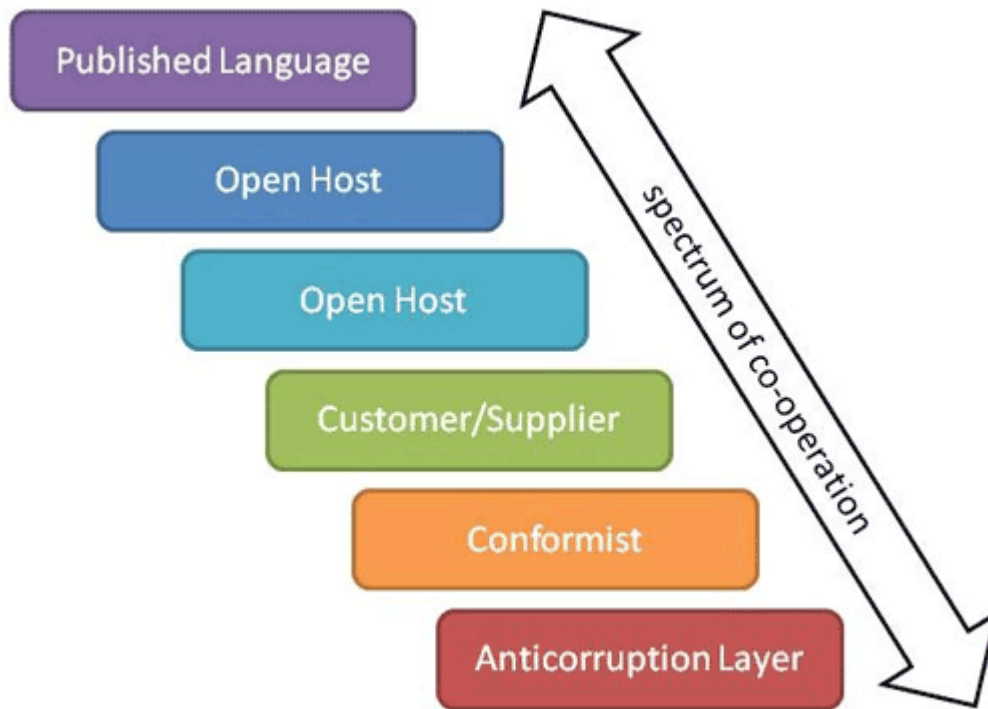 Published Language
Open Host
Open Host
Customer/Supplier
Conformist
Anticorruption Layer
spectrum of co-operation